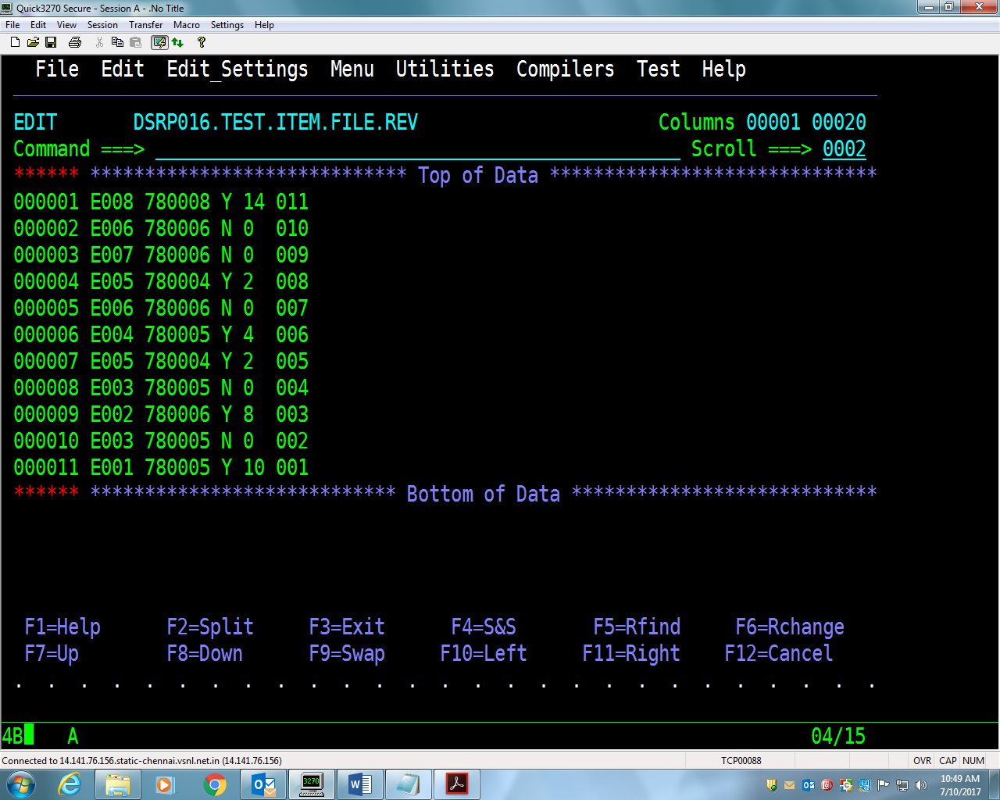 Quick3270 Secure - Session A - .No Title
File Edit View Session Transfer Macro Settings Help
File Edit Edit_Settings Menu Utilities Compilers Test Help
EDIT DSRP016.TEST.ITEM.FILE.REV Columns 00001 00020
Command ===> Scroll ===> 0002
****** ***************************** Top of Data ******************************
000001 E008 780008 Y 14 011
000002 E006 780006 N 0  010
000003 E007 780006 N 0  009
000004 E005 780004 Y 2  008
000005 E006 780006 N 0  007
000006 E004 780005 Y 4  006
000007 E005 780004 Y 2  005
000008 E003 780005 N 0  004
000009 E002 780006 Y 8  003
000010 E003 780005 N 0  002
000011 E001 780005 Y 10 001
****** **************************** Bottom of Data ****************************
F1=Help F2=Split F3=Exit F4=S&S F5=Rfind F6=Rchange
F7=Up F8=Down F9=Swap F10=Left F11=Right F12=Cancel
. . . . . . . . . . . . . . . . . . . . . . . . . . .
4B A 04/15
Connected to 14.141.76.156.static-chennai.vsnl.net.in (14.141.76.156) TCP00088 OVR CAP NUM
3270
10:49 AM
7/10/2017